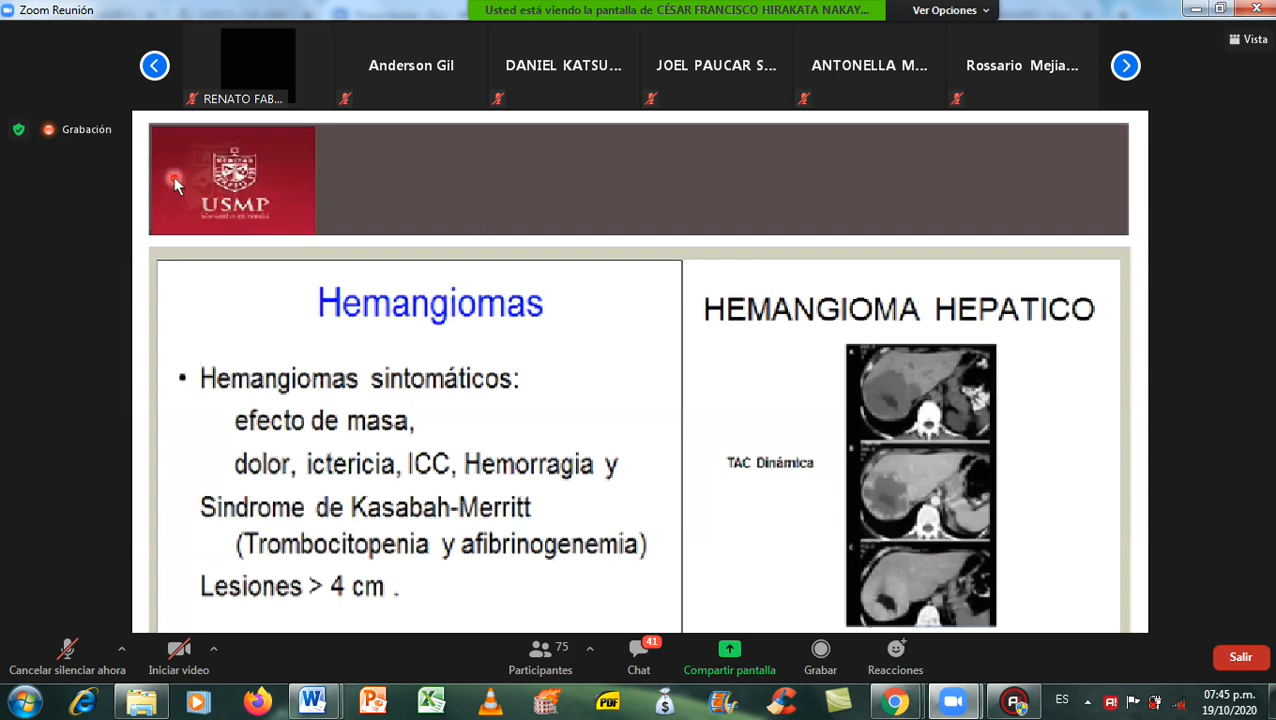 Zoom Reunión
Usted está viendo la pantalla de CÉSAR FRANCISCO HIRAKATA NAKAY...
Ver Opciones
Vista
Anderson Gil
DANIEL KATSU...
JOEL PAUCAR S...
ANTONELLA M...
Rossario Mejia...
RENATO FAB...
Grabación
USMP
Hemangiomas
• Hemangiomas sintomáticos:
efecto de masa,
dolor, ictericia, ICC, Hemorragia y
Sindrome de Kasabah-Merritt
(Trombocitopenia y afibrinogenemia)
Lesiones > 4 cm .
HEMANGIOMA HEPATICO
TAC Dinámica
Cancelar silenciar ahora
Iniciar video
75
Participantes
41
Chat
Compartir pantalla
Grabar
Reacciones
Salir
PDF
ES
07:45 p.m.
19/10/2020